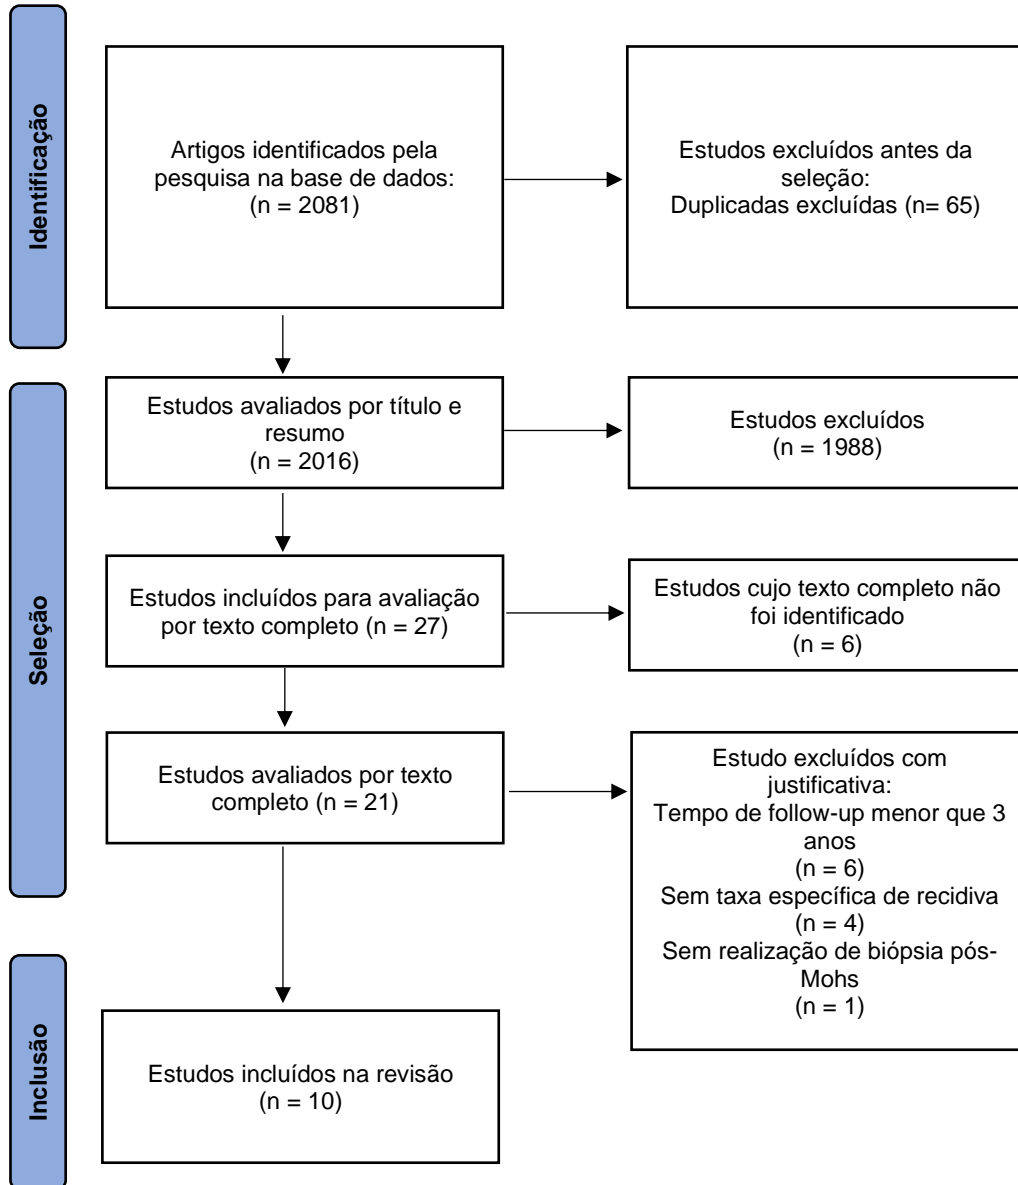 Identificação
Artigos identificados pela
pesquisa na base de dados:
(n = 2081)
Estudos excluídos antes da
seleção:
Duplicadas excluídas (n= 65)
Seleção
Estudos avaliados por título e
resumo
(n = 2016)
Estudos excluídos
(n = 1988)
Estudos incluídos para avaliação
por texto completo (n = 27)
Estudos cujo texto completo não
foi identificado
(n = 6)
Estudos avaliados por texto
completo (n = 21)
Estudo excluídos com
justificativa:
Tempo de follow-up menor que 3
anos
(n = 6)
Sem taxa específica de recidiva
(n = 4)
Sem realização de biópsia pós-
Mohs
(n = 1)
Inclusão
Estudos incluídos na revisão
(n = 10)